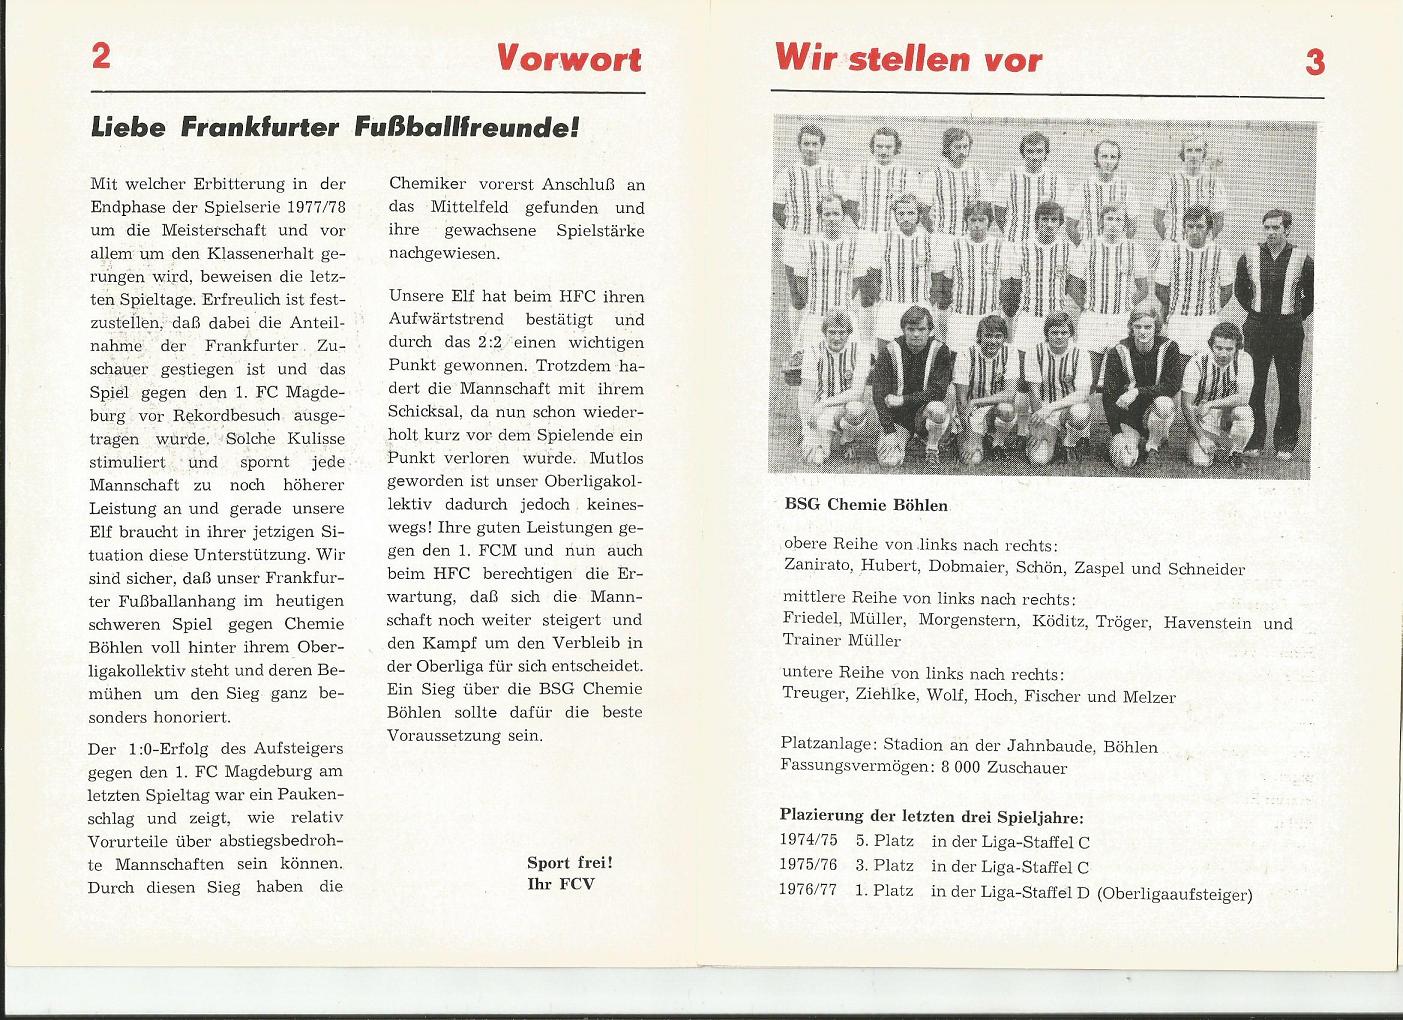 2
Vorwort
Liebe Frankfurter Fußballfreunde!
Mit welcher Erbitterung in der
Endphase der Spielserie 1977/78
um die Meisterschaft und vor
allem um den Klassenerhalt ge-
rungen wird, beweisen die letz-
ten Spieltage. Erfreulich ist fest-
zustellen, daß dabei die Anteil-
nahme der Frankfurter Zu-
schauer gestiegen ist und das
Spiel gegen den 1. FC Magde-
burg vor Rekordbesuch ausge-
tragen wurde. Solche Kulisse
stimuliert und spornt jede
Mannschaft zu noch höherer
Leistung an und gerade unsere
Elf braucht in ihrer jetzigen Si-
tuation diese Unterstützung. Wir
sind sicher, daß unser Frankfur-
ter Fußballanhang im heutigen
schweren Spiel gegen Chemie
Böhlen voll hinter ihrem Ober-
ligakollektiv steht und deren Be-
mühen um den Sieg ganz be-
sonders honoriert.
Der 1:0-Erfolg des Aufsteigers
gegen den 1. FC Magdeburg am
letzten Spieltag war ein Pauken-
schlag und zeigt, wie relativ
Vorurteile über abstiegsbedroh-
te Mannschaften sein können.
Durch diesen Sieg haben die
Chemiker vorerst Anschluß an
das Mittelfeld gefunden und
ihre gewachsene Spielstärke
nachgewiesen.
Unsere Elf hat beim HFC ihren
Aufwärtstrend bestätigt und
durch das 2:2 einen wichtigen
Punkt gewonnen. Trotzdem ha-
dert die Mannschaft mit ihrem
Schicksal, da nun schon wieder-
holt kurz vor dem Spielende ein
Punkt verloren wurde. Mutlos
geworden ist unser Oberligakol-
lektiv dadurch jedoch keines-
wegs! Ihre guten Leistungen ge-
gen den 1. FCM und nun auch
beim HFC berechtigen die Er-
wartung, daß sich die Mann-
schaft noch weiter steigert und
den Kampf um den Verbleib in
der Oberliga für sich entscheidet.
Ein Sieg über die BSG Chemie
Böhlen sollte dafür die beste
Voraussetzung sein.
Sport frei!
Ihr FCV
Wir stellen vor
3
BSG Chemie Böhlen
obere Reihe von links nach rechts:
Zanirato, Hubert, Dobmaier, Schön, Zaspel und Schneider
mittlere Reihe von links nach rechts:
Friedel, Müller, Morgenstern, Köditz, Tröger, Havenstein und
Trainer Müller
untere Reihe von links nach rechts:
Treuger, Ziehlke, Wolf, Hoch, Fischer und Melzer
Platzanlage: Stadion an der Jahnbaude, Böhlen
Fassungsvermögen: 8 000 Zuschauer
Plazierung der letzten drei Spieljahre:
1974/75 5. Platz in der Liga-Staffel C
1975/76 3. Platz in der Liga-Staffel C
1976/77 1. Platz in der Liga-Staffel D (Oberligaaufsteiger)